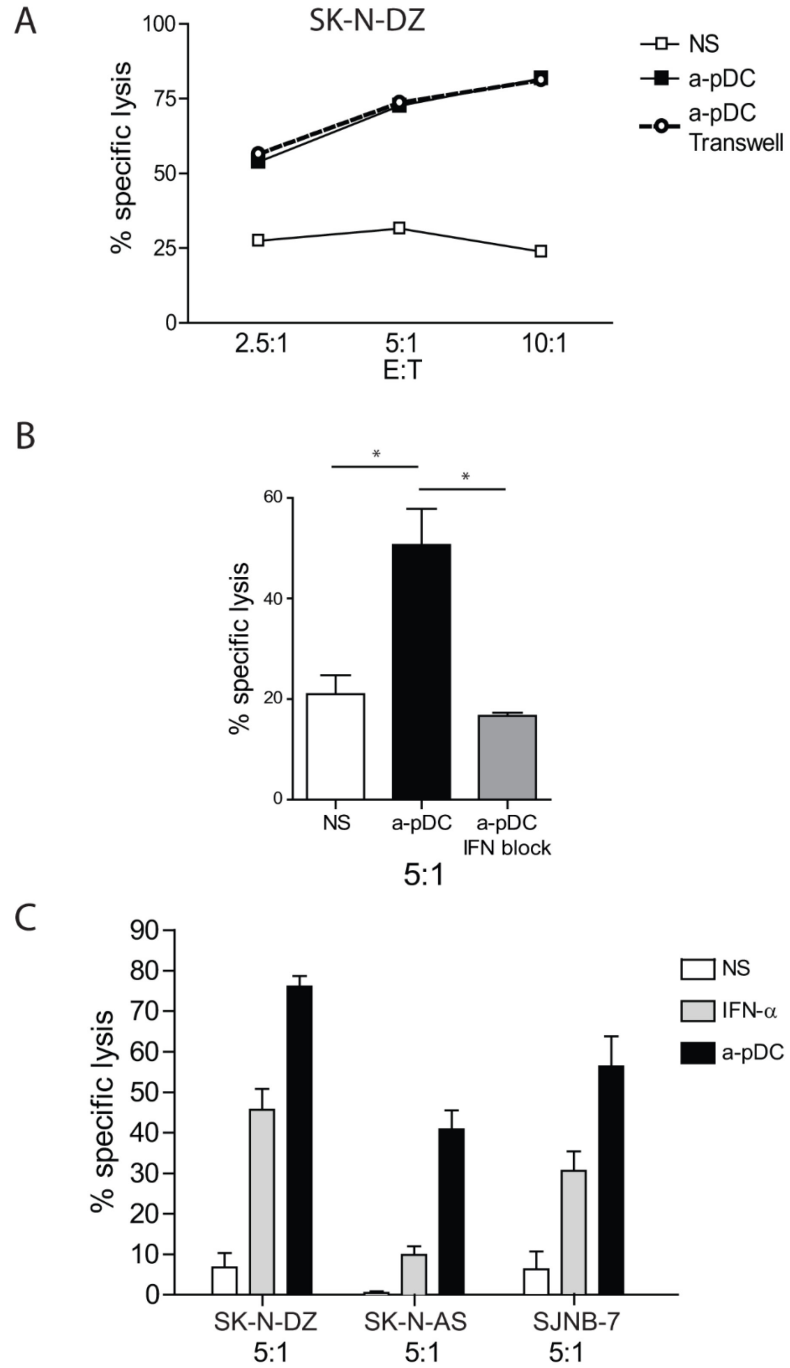 A
SK-N-DZ
100
75
50
25
0
% specific lysis
2.5:1 5:1 10:1
E:T
NS
a-pDC
a-pDC
Transwell
B
* *
60
40
20
0
% specific lysis
NS a-pDC a-pDC
IFN block
5:1
C
90
80
70
60
50
40
30
20
10
0
% specific lysis
NS
IFN-α
a-pDC
SK-N-DZ SK-N-AS SJNB-7
5:1 5:1 5:1